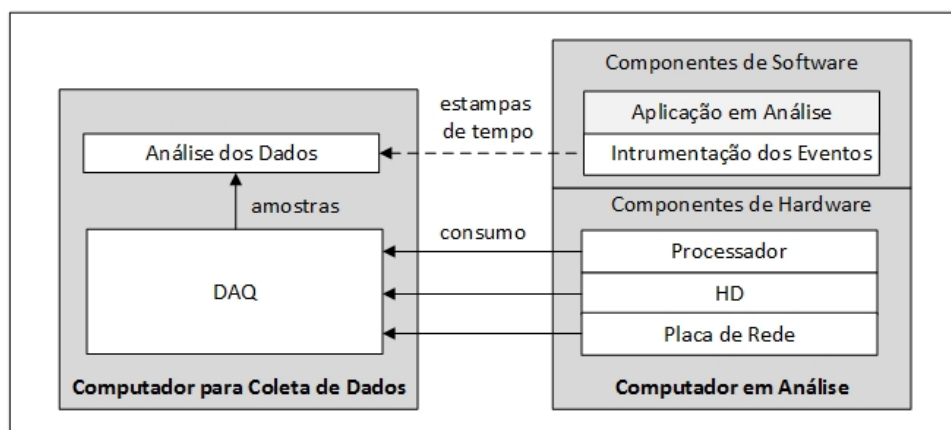 Componentes de Software
Aplicação em Análise
Intrumentação dos Eventos
estampas
de tempo
Análise dos Dados
amostras
Componentes de Hardware
consumo
Processador
DAQ
HD
Placa de Rede
Computador para Coleta de Dados
Computador em Análise